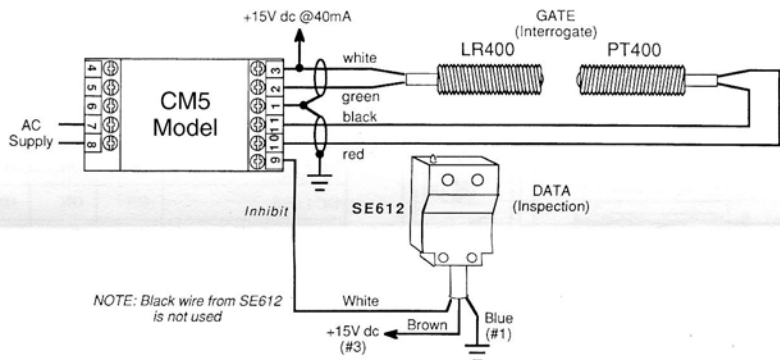 +15V dc @40mA
GATE
(Interrogate)
LR400
PT400
white
green
black
red
4
5
6
7
8
3
2
1
11
10
9
CM5
Model
AC
Supply
Inhibit
SE612
DATA
(Inspection)
NOTE: Black wire from SE612
is not used
White
Brown
Blue
(#1)
+15V dc
(#3)